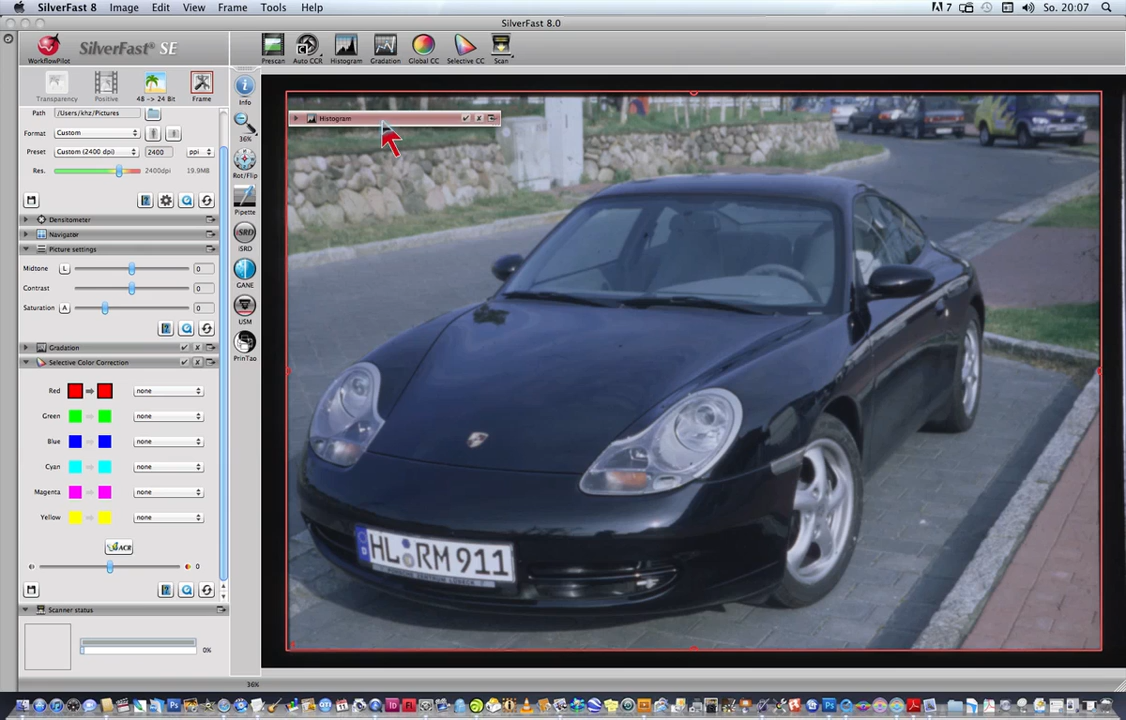 SilverFast 8 Image Edit View Frame Tools Help 7 So. 20:07
SilverFast 8.0
WorkflowPilot SilverFast® SE Prescan Auto CCR Histogram Gradation Global CC Selective CC Scan
Transparency Positive 48 -> 24 Bit Frame Info
Path /Users/khz/Pictures
Format Custom
Preset Custom (2400 dpi) 2400 ppi
Res. 2400dpi 19.9MB
Densitometer
Navigator
Picture settings
Midtone L 0
Contrast 0
Saturation A 0
Gradation
Selective Color Correction
Red none
Green none
Blue none
Cyan none
Magenta none
Yellow none
ACE
0
Scanner status
0%
36%
Rot/Flip
Pipette
iSRD
GANE
USM
PrinTao
Histogram
HL RM 911
36%